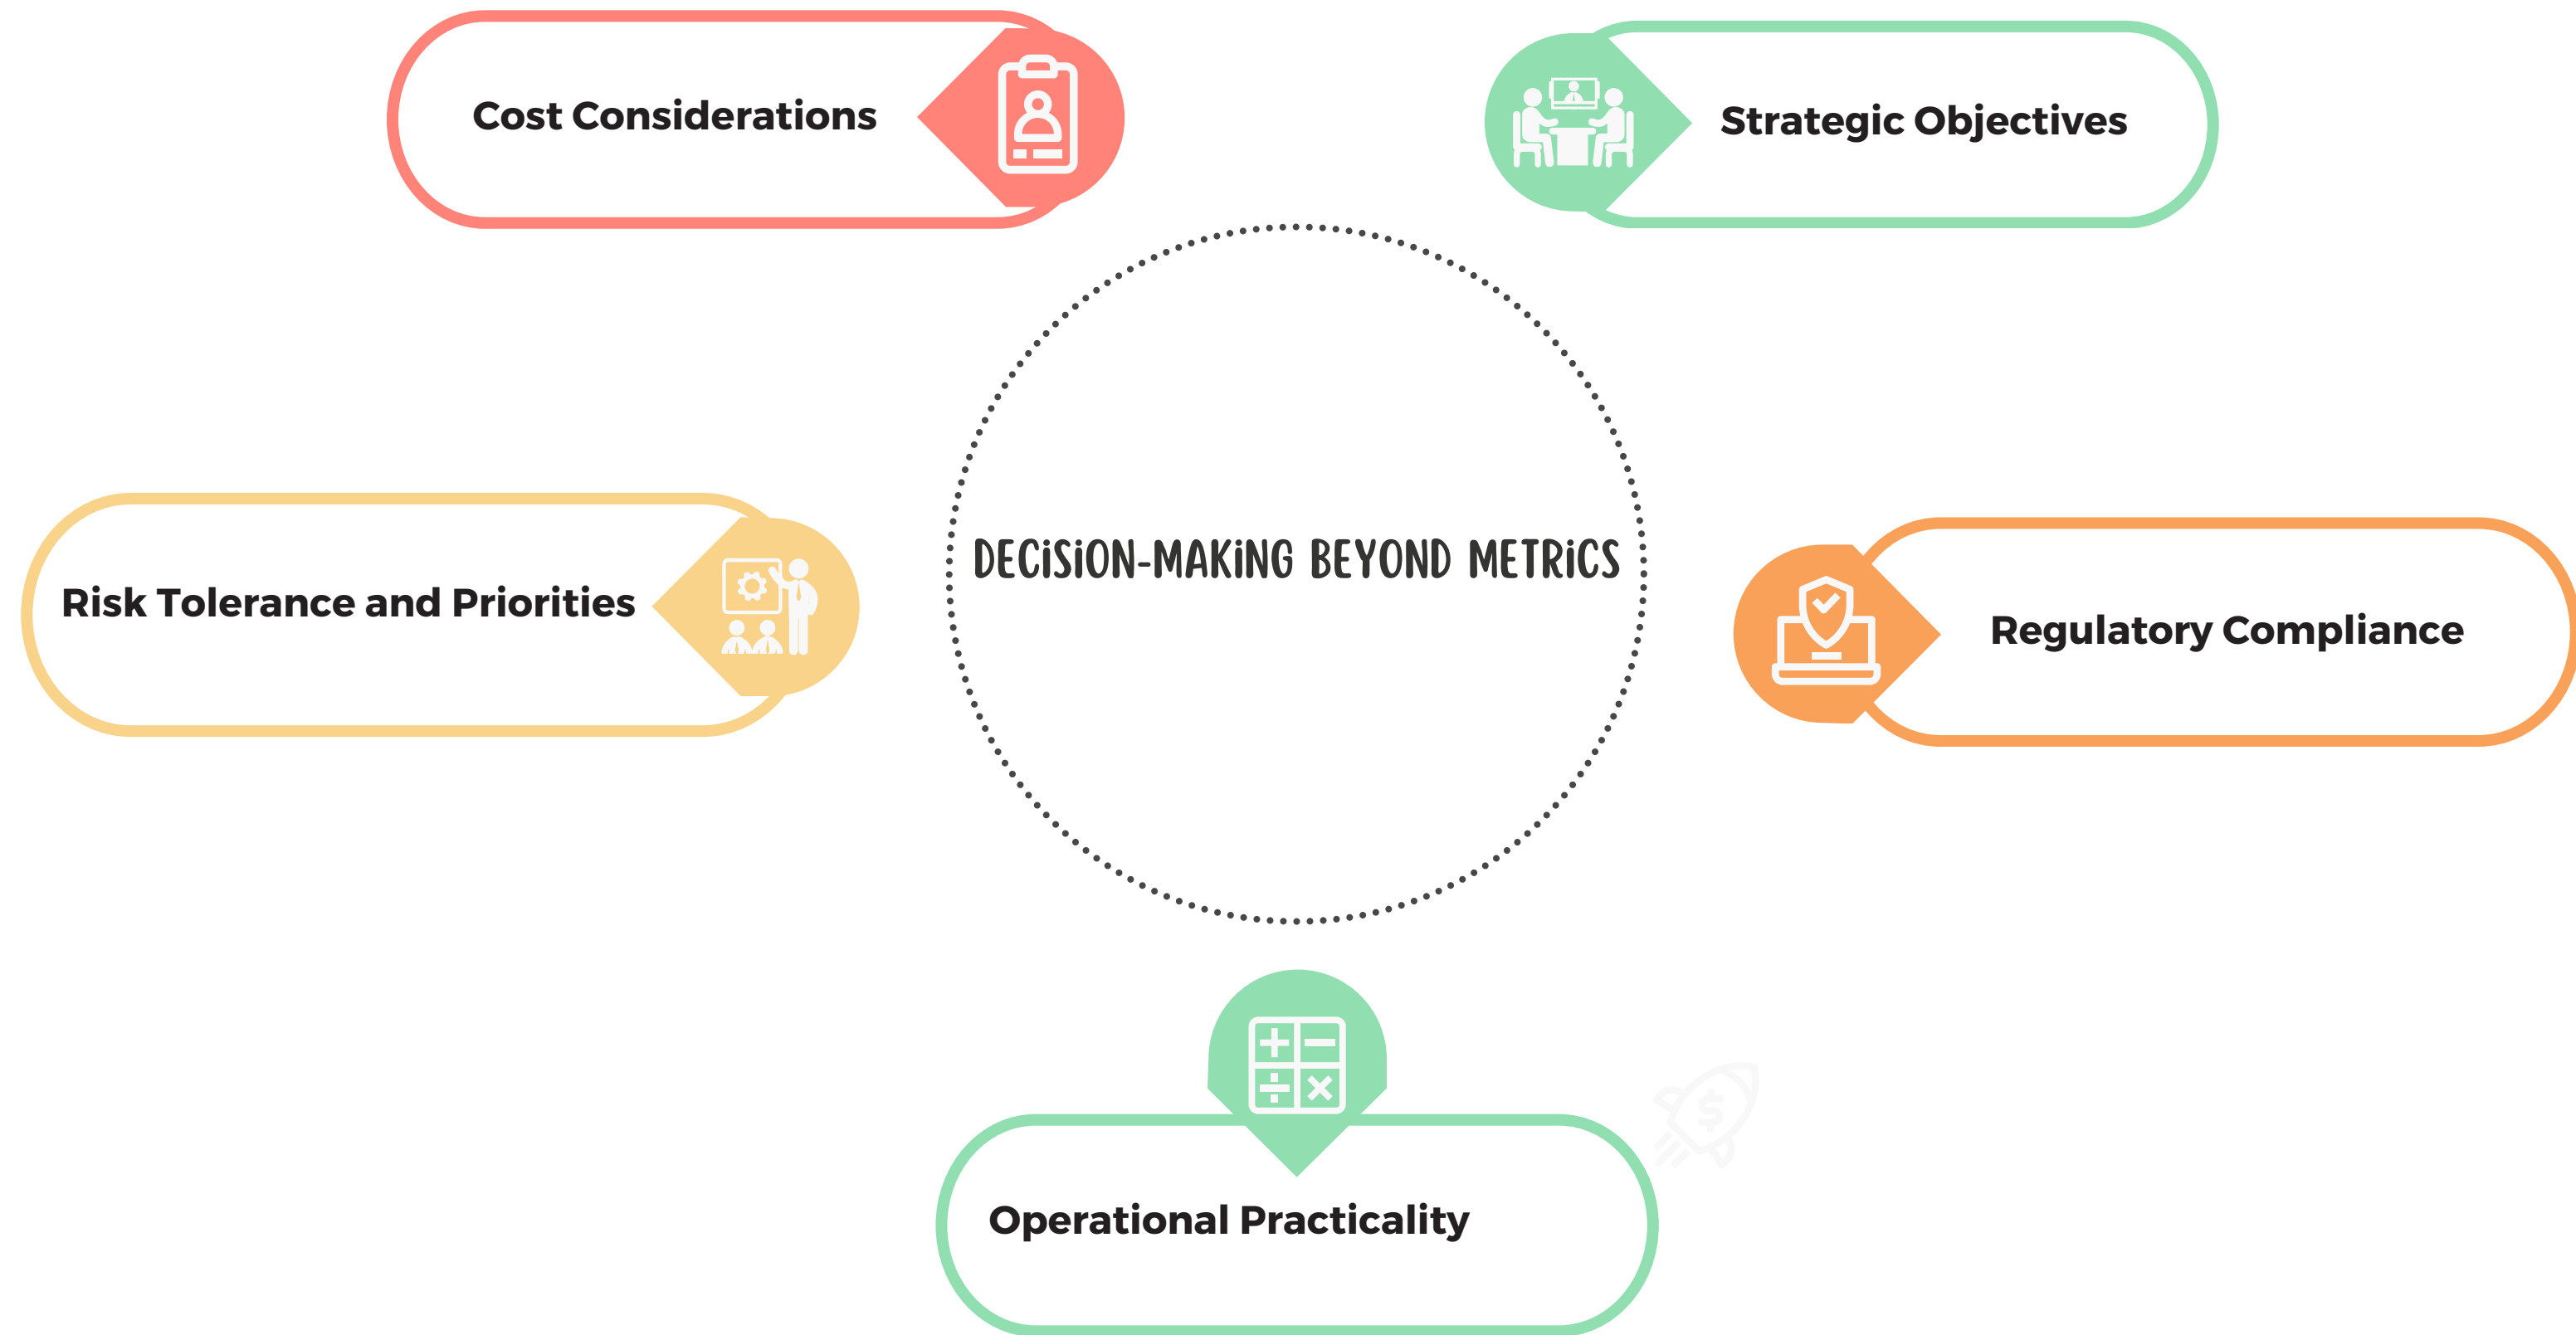 Cost Considerations
Strategic Objectives
DECiSiON-MAKiNG BEYOND METRiCS
Risk Tolerance and Priorities
Regulatory Compliance
Operational Practicality
$